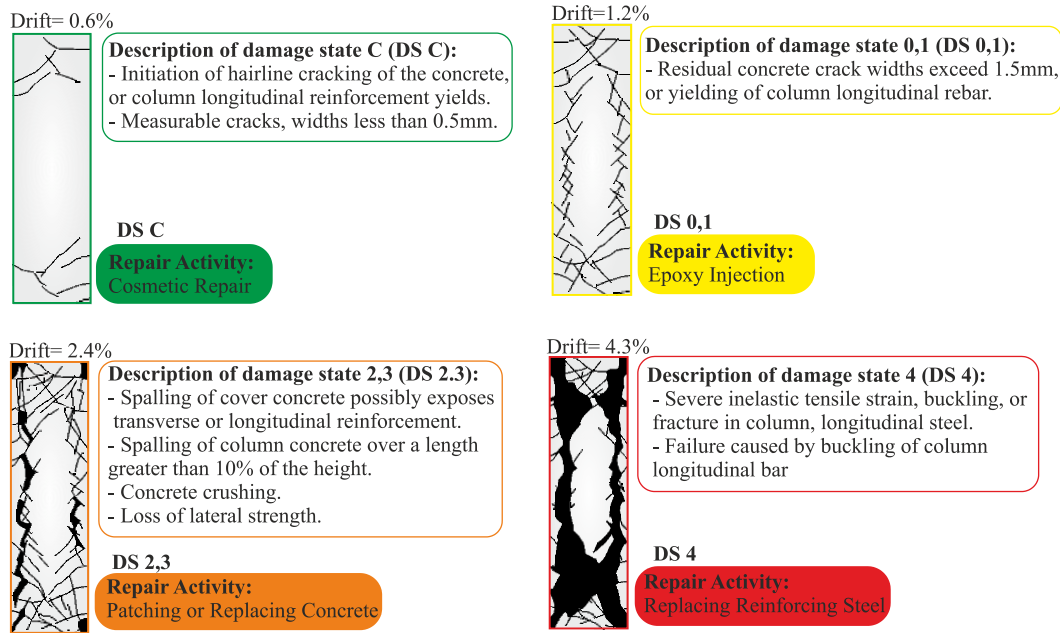 Drift= 0.6%
Description of damage state C (DS C):
- Initiation of hairline cracking of the concrete,
or column longitudinal reinforcement yields.
- Measurable cracks, widths less than 0.5mm.
DS C
Repair Activity:
Cosmetic Repair
Drift=1.2%
Description of damage state 0,1 (DS 0,1):
- Residual concrete crack widths exceed 1.5mm,
or yielding of column longitudinal rebar.
DS 0,1
Repair Activity:
Epoxy Injection
Drift= 2.4%
Description of damage state 2,3 (DS 2.3):
- Spalling of cover concrete possibly exposes
transverse or longitudinal reinforcement.
- Spalling of column concrete over a length
greater than 10% of the height.
- Concrete crushing.
- Loss of lateral strength.
DS 2,3
Repair Activity:
Patching or Replacing Concrete
Drift= 4.3%
Description of damage state 4 (DS 4):
- Severe inelastic tensile strain, buckling, or
fracture in column, longitudinal steel.
- Failure caused by buckling of column
longitudinal bar
DS 4
Repair Activity:
Replacing Reinforcing Steel